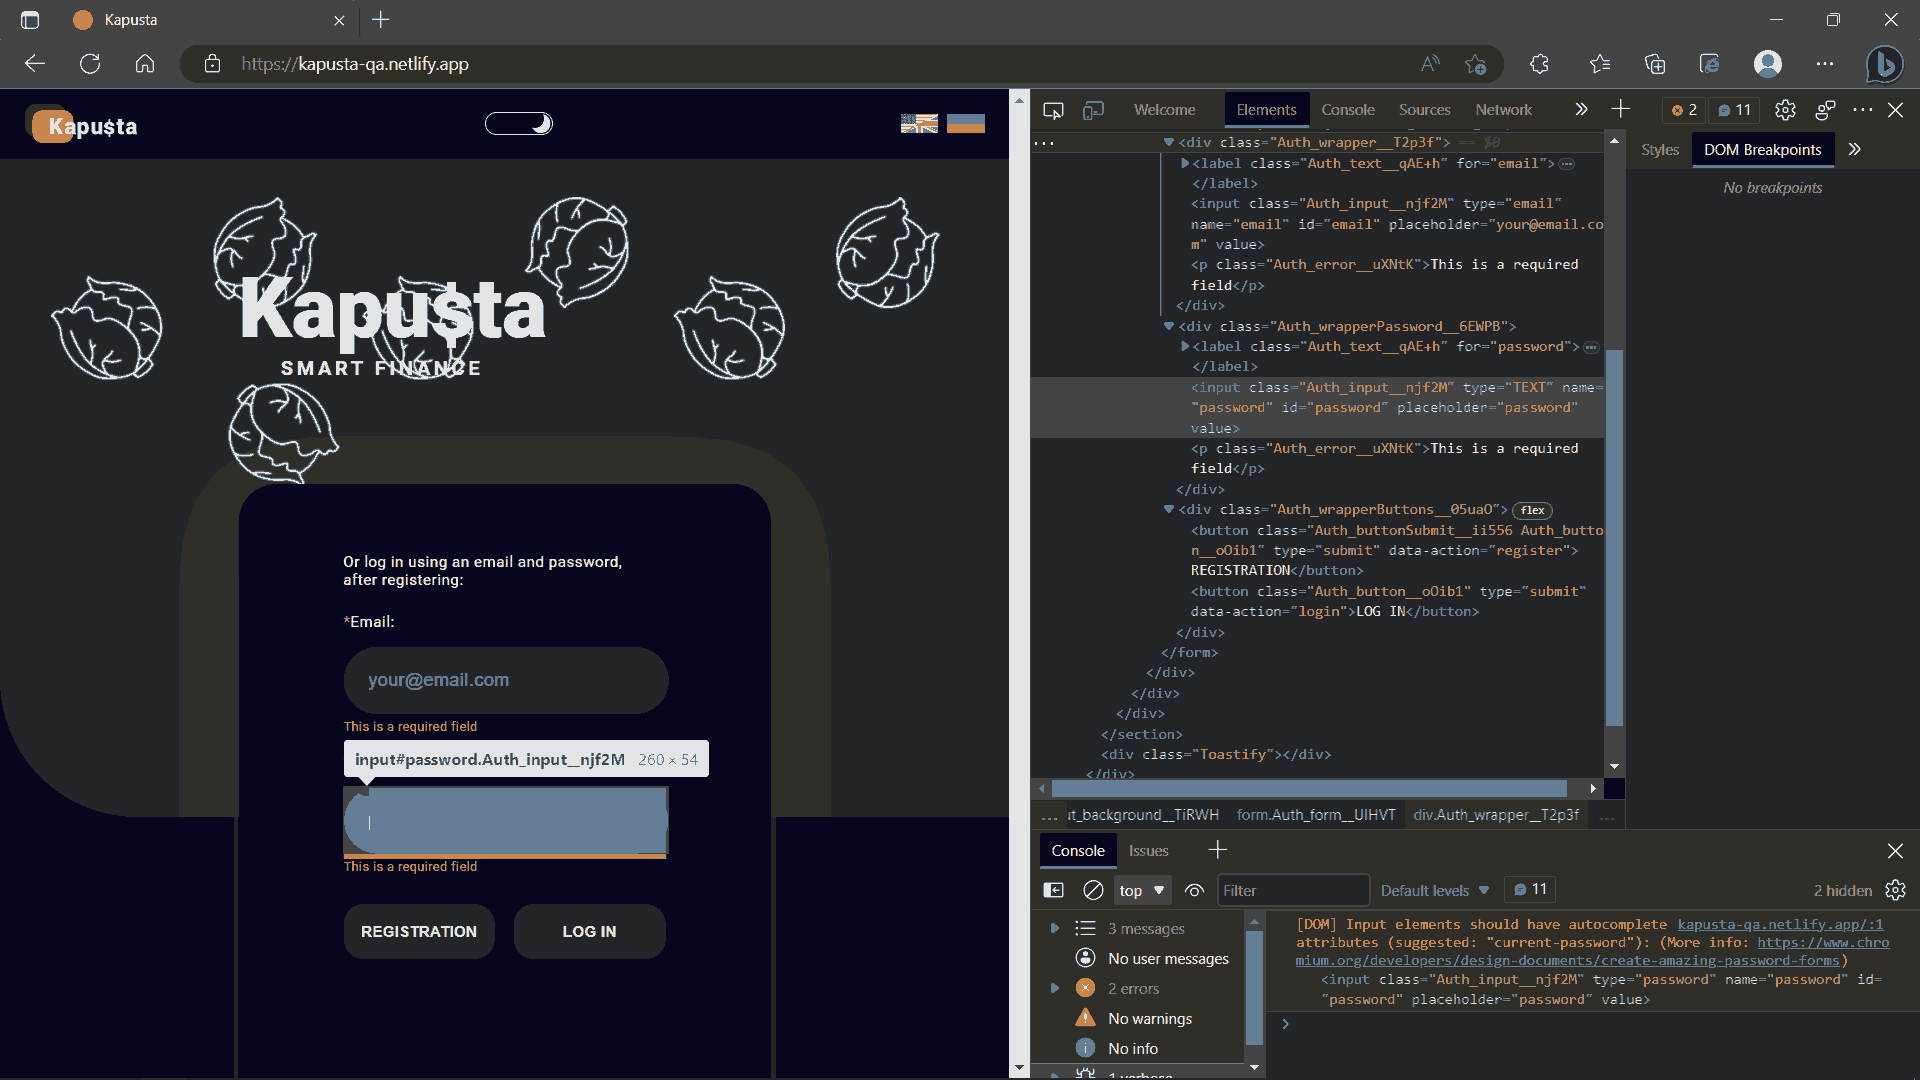 Kapusta
https://kapusta-qa.netlify.app
Kapu$ta
Kapu$ta
SMART FINANCE
Or log in using an email and password,
after registering:
*Email:
your@email.com
This is a required field
input#password.Auth_input__njf2M 260 × 54
This is a required field
REGISTRATION LOG IN
Welcome Elements Console Sources Network 2 11
<div class="Auth_wrapper__T2p3f"> == $0
<label class="Auth_text__qAE+h" for="email">
</label>
<input class="Auth_input__njf2M" type="email"
name="email" id="email" placeholder="your@email.co
m" value>
<p class="Auth_error__uXNtK">This is a required
field</p>
</div>
<div class="Auth_wrapperPassword__6EWPB">
<label class="Auth_text__qAE+h" for="password">
</label>
<input class="Auth_input__njf2M" type="TEXT" name=
"password" id="password" placeholder="password"
value>
<p class="Auth_error__uXNtK">This is a required
field</p>
</div>
<div class="Auth_wrapperButtons__05uaO"> flex
<button class="Auth_buttonSubmit__ii556 Auth_butto
n__oOib1" type="submit" data-action="register">
REGISTRATION</button>
<button class="Auth_button__oOib1" type="submit"
data-action="login">LOG IN</button>
</div>
</form>
</div>
</div>
</div>
</section>
<div class="Toastify"></div>
</div>
Styles DOM Breakpoints
No breakpoints
... ut_background__TiRWH form.Auth_form__UIHVT div.Auth_wrapper__T2p3f ...
Console Issues
top Filter Default levels 11 2 hidden
3 messages
No user messages
2 errors
No warnings
No info
1 verbose
[DOM] Input elements should have autocomplete kapusta-qa.netlify.app/:1
attributes (suggested: "current-password"): (More info: https://www.chro
mium.org/developers/design-documents/create-amazing-password-forms)
<input class="Auth_input__njf2M" type="password" name="password" id=
"password" placeholder="password" value>